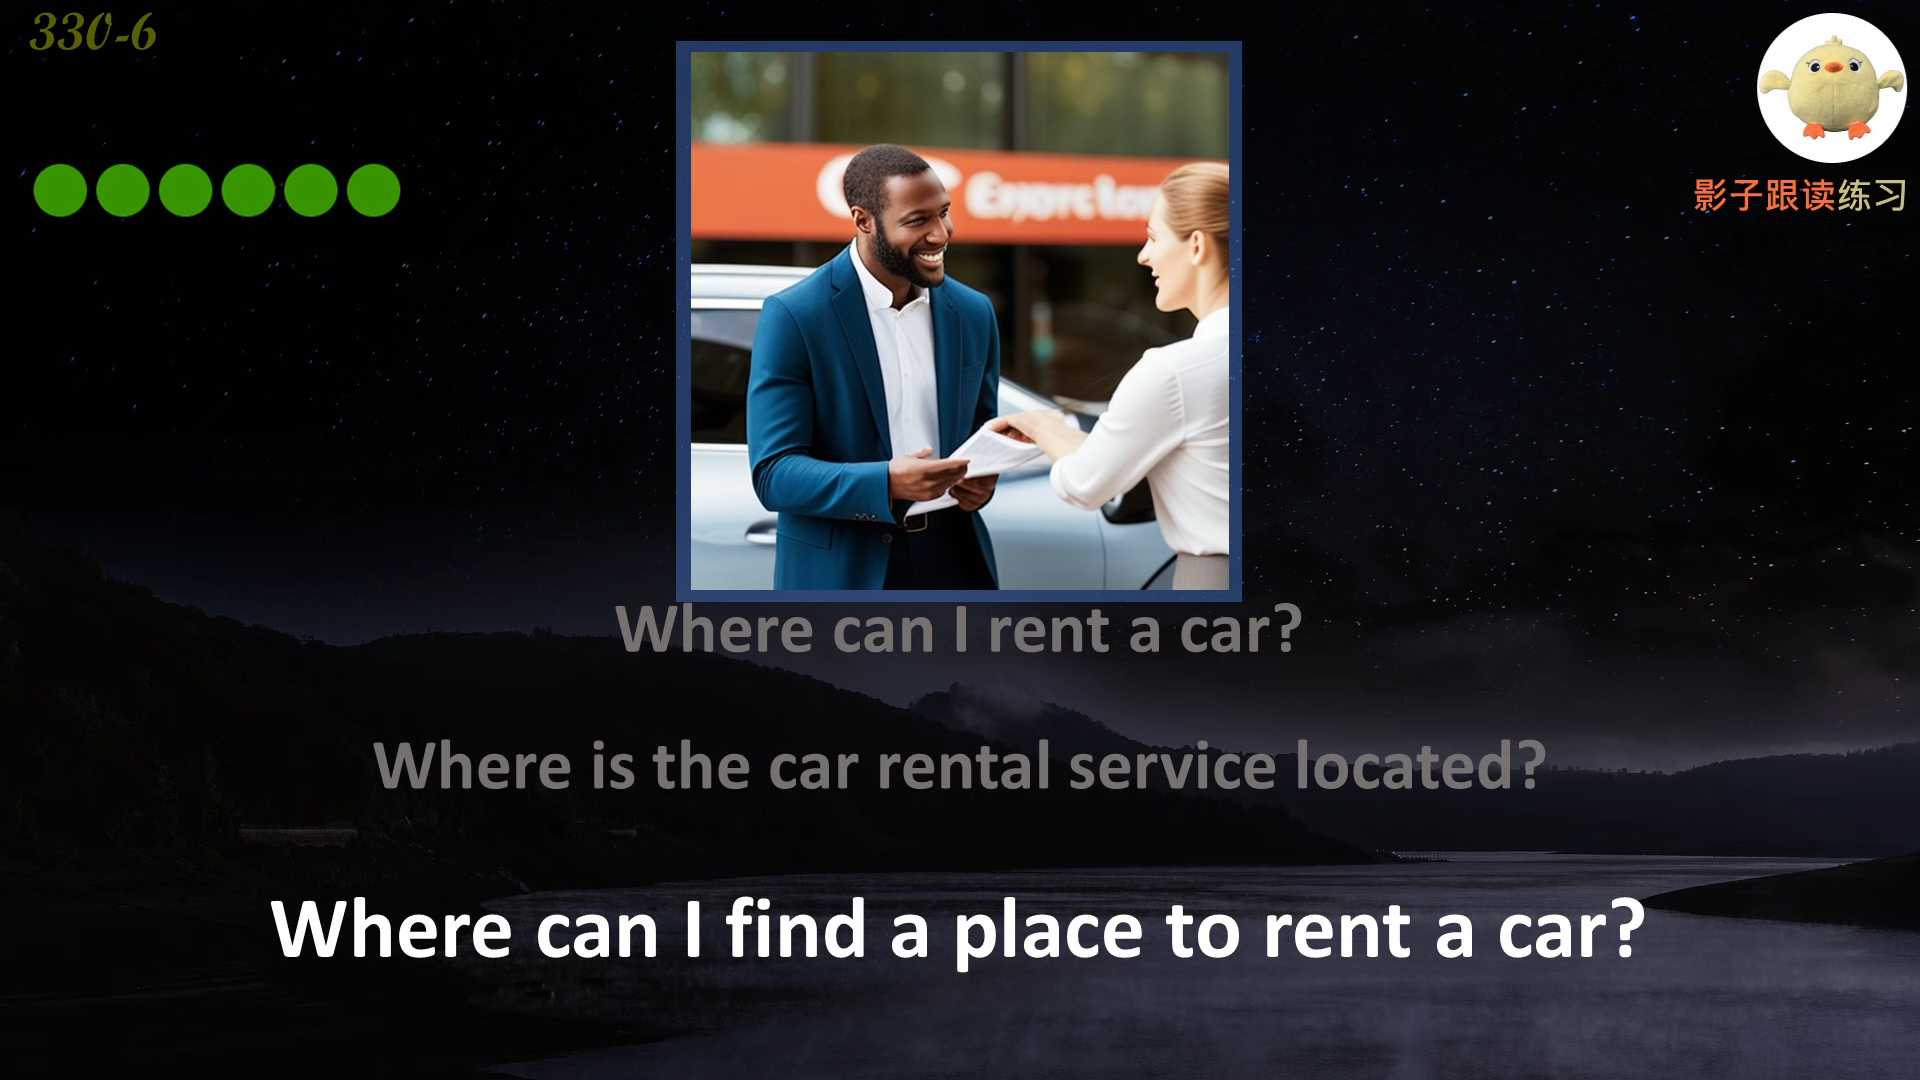 330-6
影子跟读练习
Where can I rent a car?
Where is the car rental service located?
Where can I find a place to rent a car?